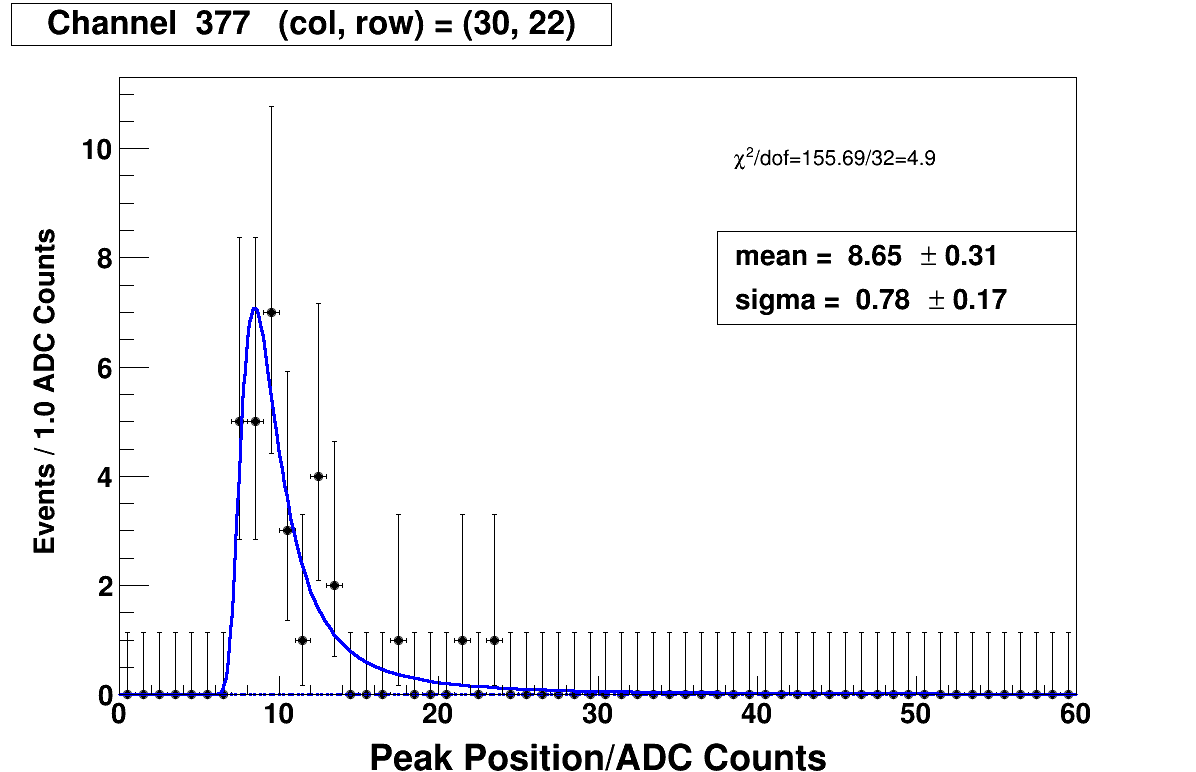 Channel 377 (col, row) = (30, 22)
χ²/dof=155.69/32=4.9
mean = 8.65 ± 0.31
sigma = 0.78 ± 0.17
Events / 1.0 ADC Counts
10
8
6
4
2
0
0 10 20 30 40 50 60
Peak Position/ADC Counts